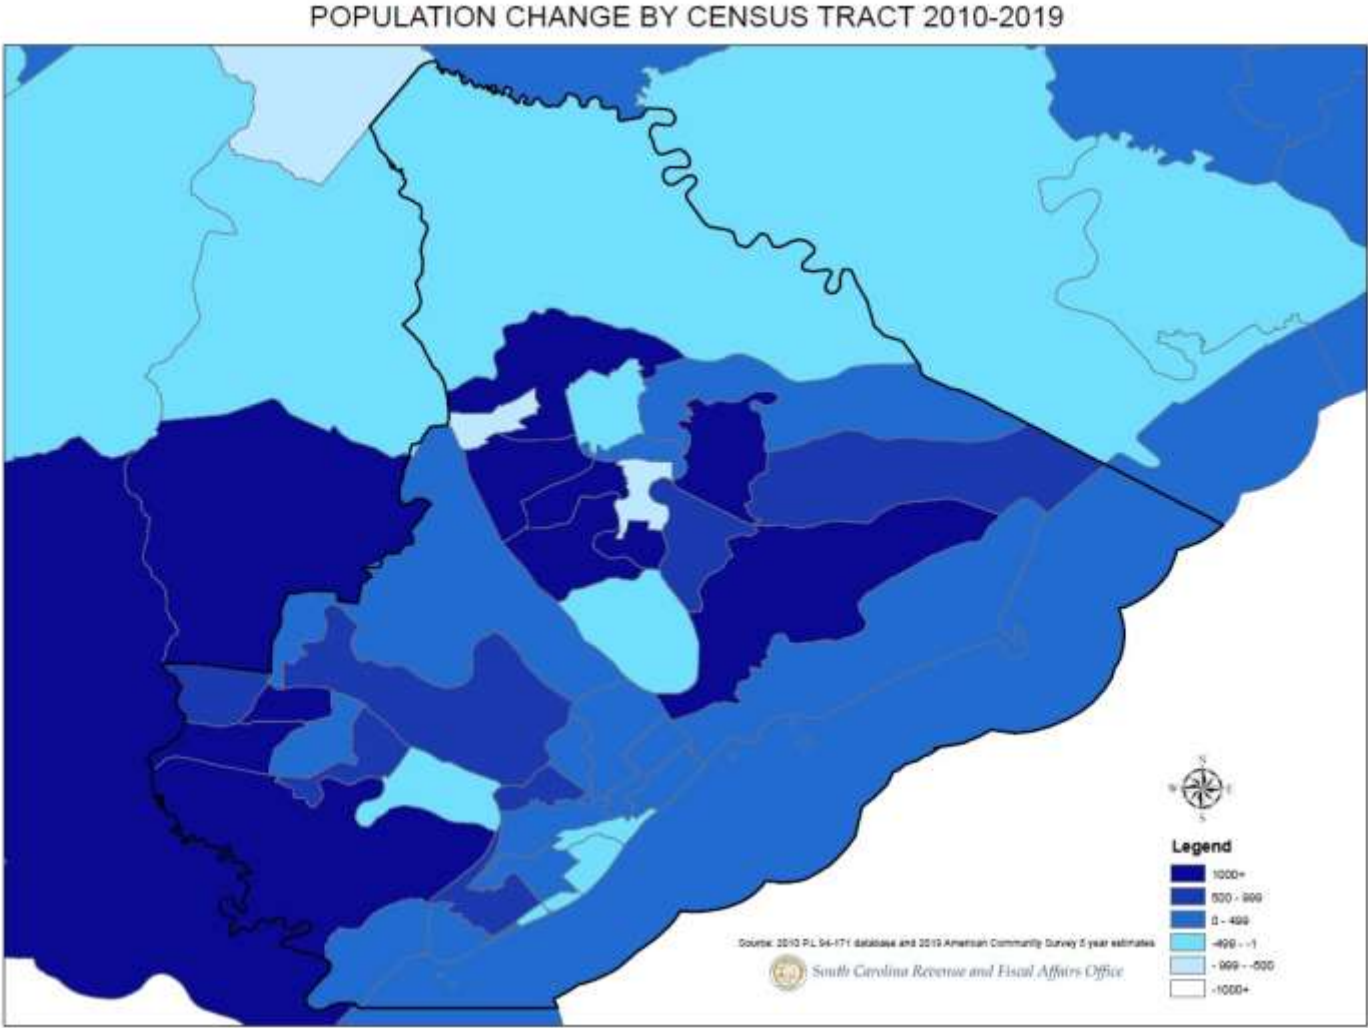 POPULATION CHANGE BY CENSUS TRACT 2010-2019
S
W E
S
Legend
1000+
500 - 999
0 - 499
-499 - -1
- 999 - -500
-1000+
Source: 2010 P.L 94-171 database and 2019 American Community Survey 5 year estimates
South Carolina Revenue and Fiscal Affairs Office